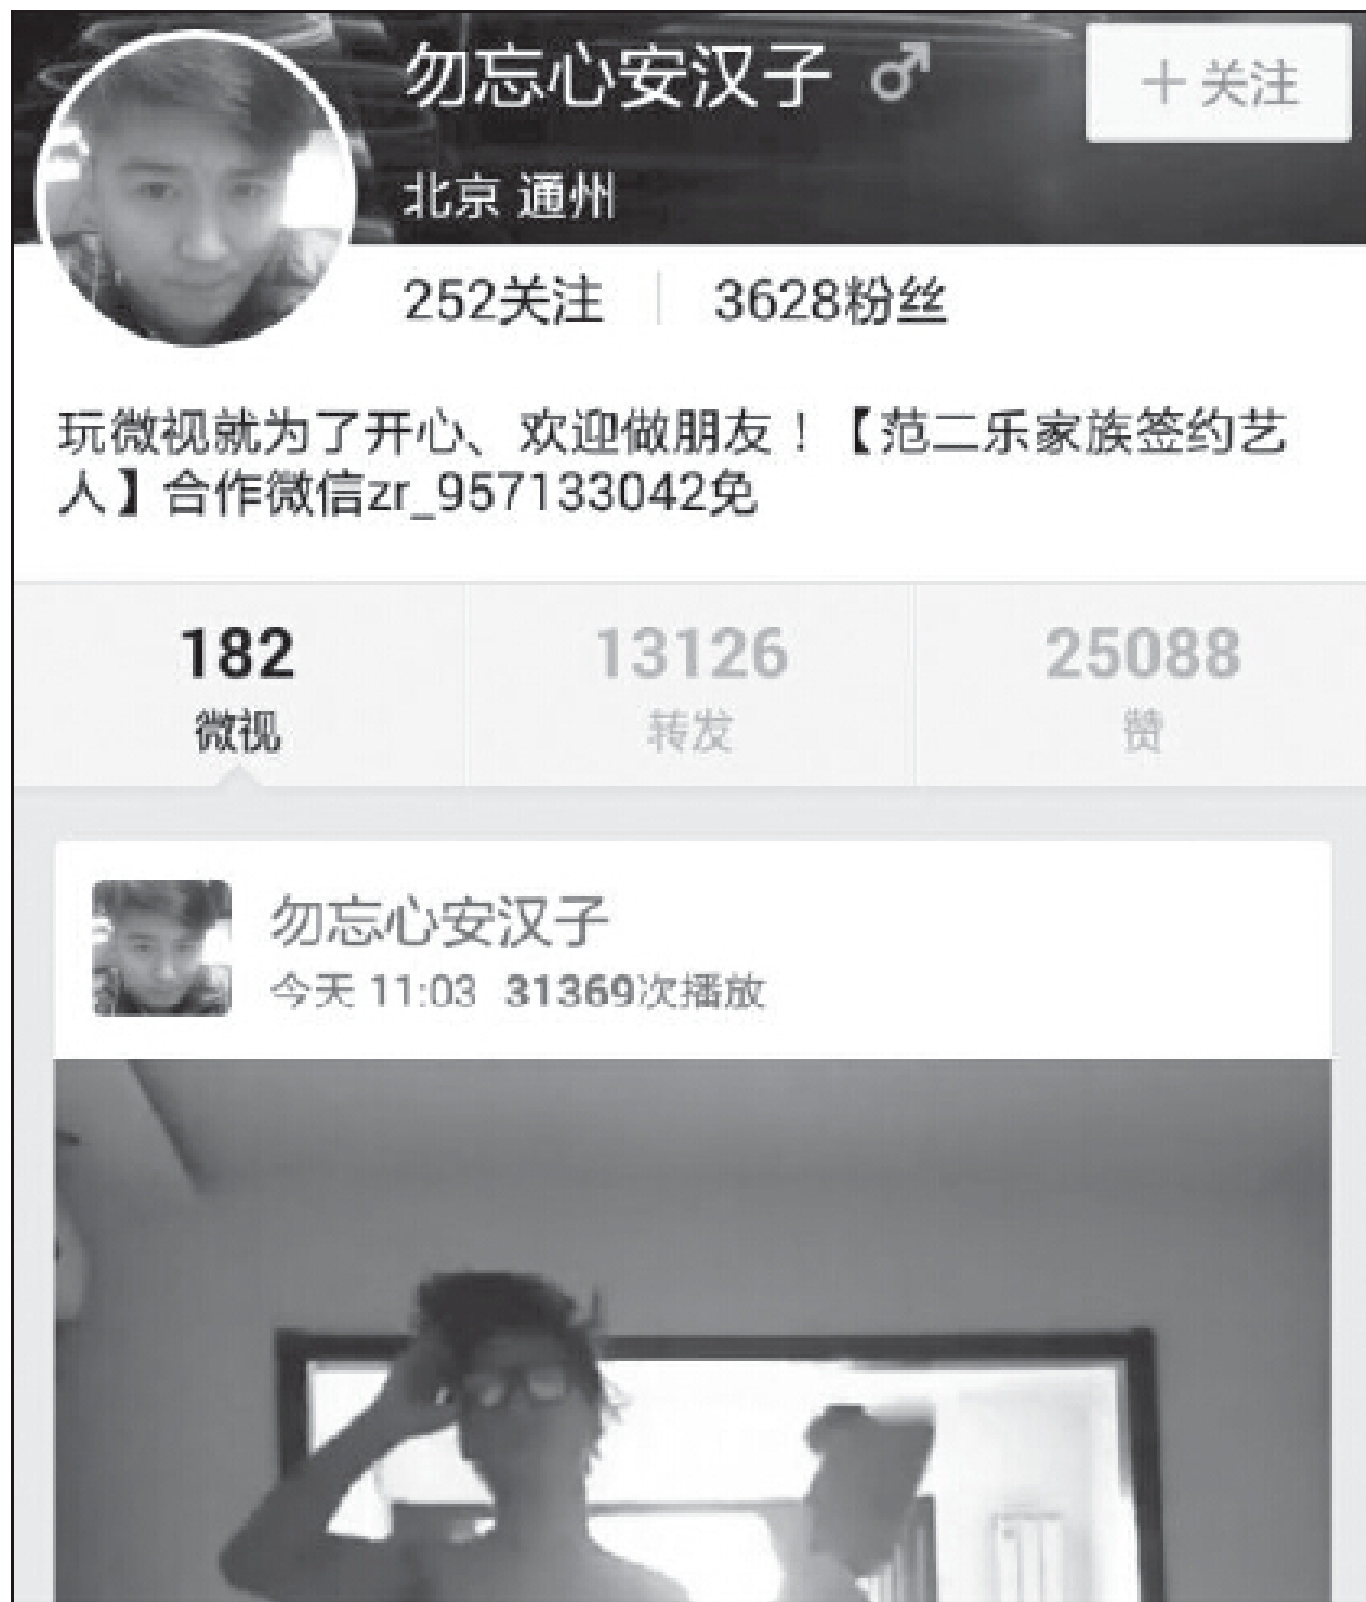 勿忘心安汉子 ♂
＋关注
北京 通州
252关注 | 3628粉丝
玩微视就为了开心、欢迎做朋友！【范二乐家族签约艺
人】合作微信zr_957133042免
182 13126 25088
微视 转发 赞
勿忘心安汉子
今天 11:03 31369次播放